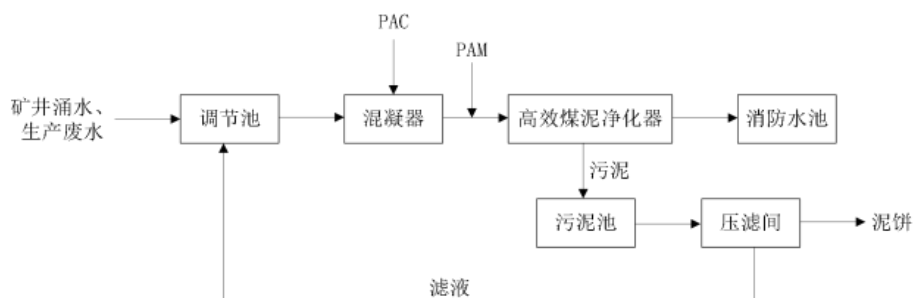 PAC
PAM
矿井涌水、
生产废水
调节池
混凝器
高效煤泥净化器
消防水池
污泥
污泥池
压滤间
泥饼
滤液